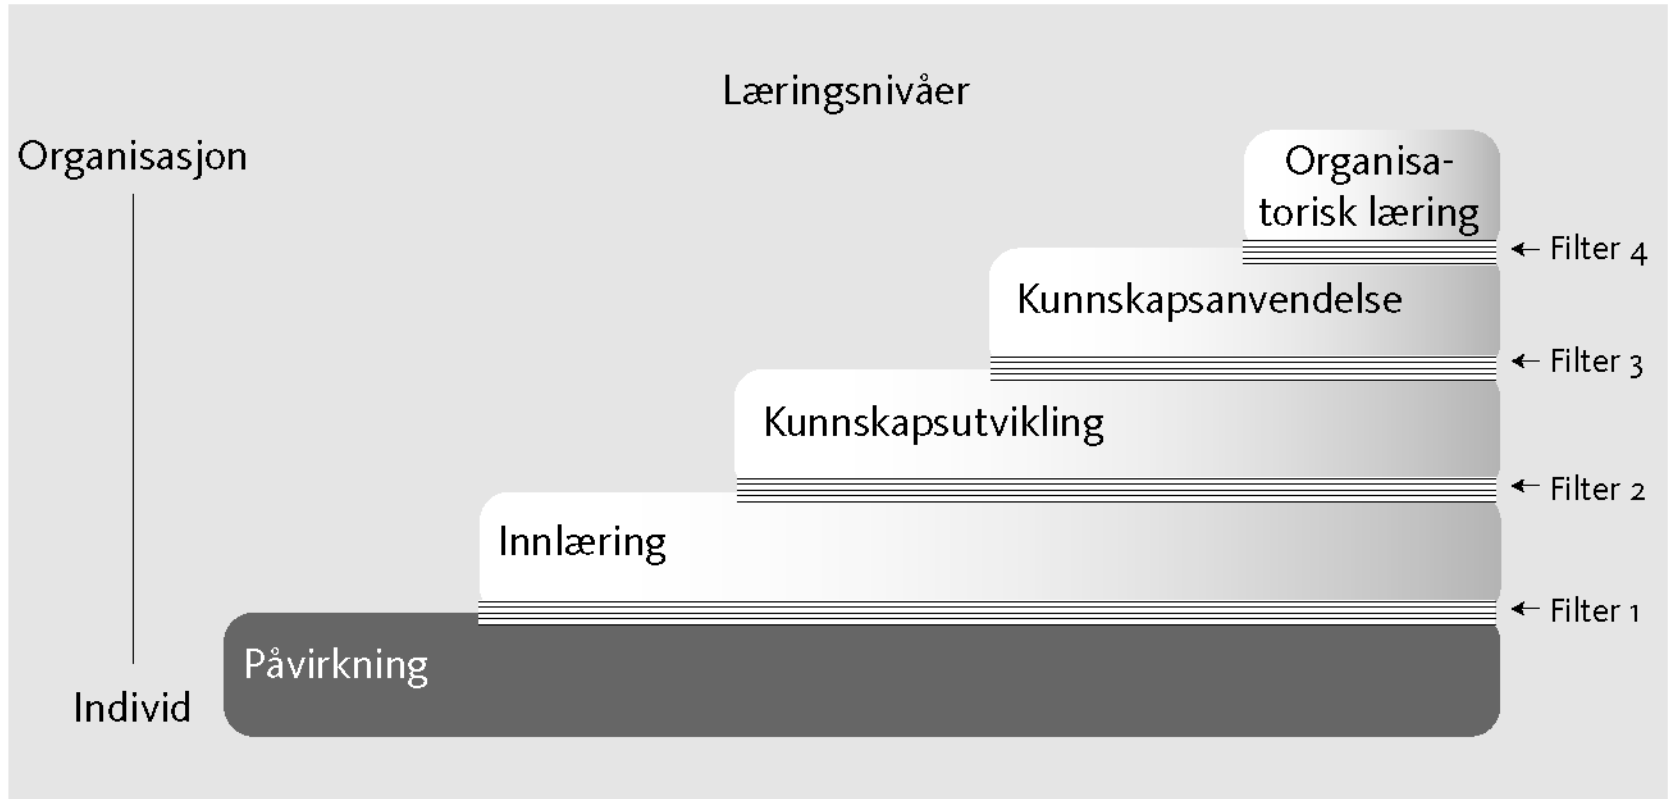 Læringsnivåer
Organisasjon
Organisa-
torisk læring
Filter 4
Kunnskapsanvendelse
Filter 3
Kunnskapsutvikling
Filter 2
Innlæring
Filter 1
Påvirkning
Individ